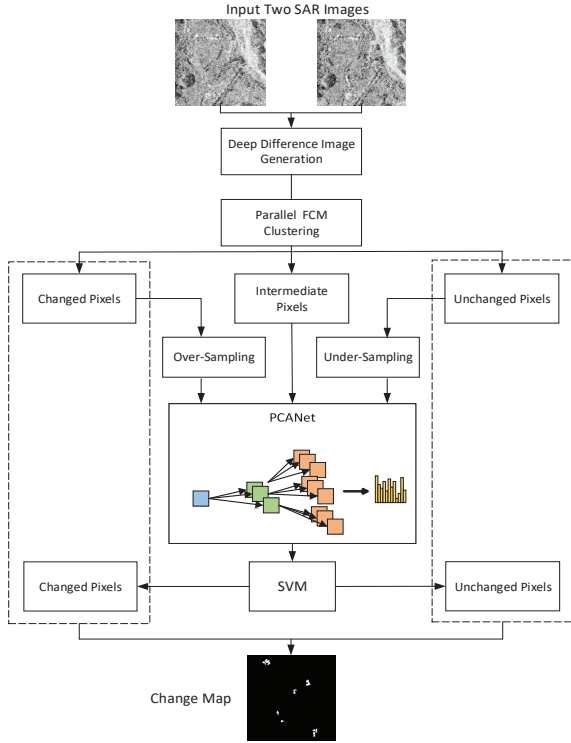 Input Two SAR Images
Deep Difference Image
Generation
Parallel FCM
Clustering
Changed Pixels
Intermediate
Pixels
Unchanged Pixels
Over-Sampling
Under-Sampling
PCANet
Changed Pixels
SVM
Unchanged Pixels
Change Map